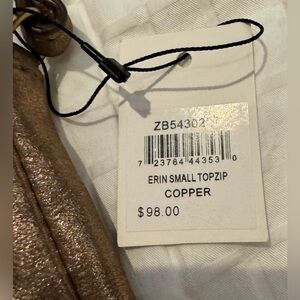 ZB54302
7 23764 44353 0
ERIN SMALL TOPZIP
COPPER
$98.00